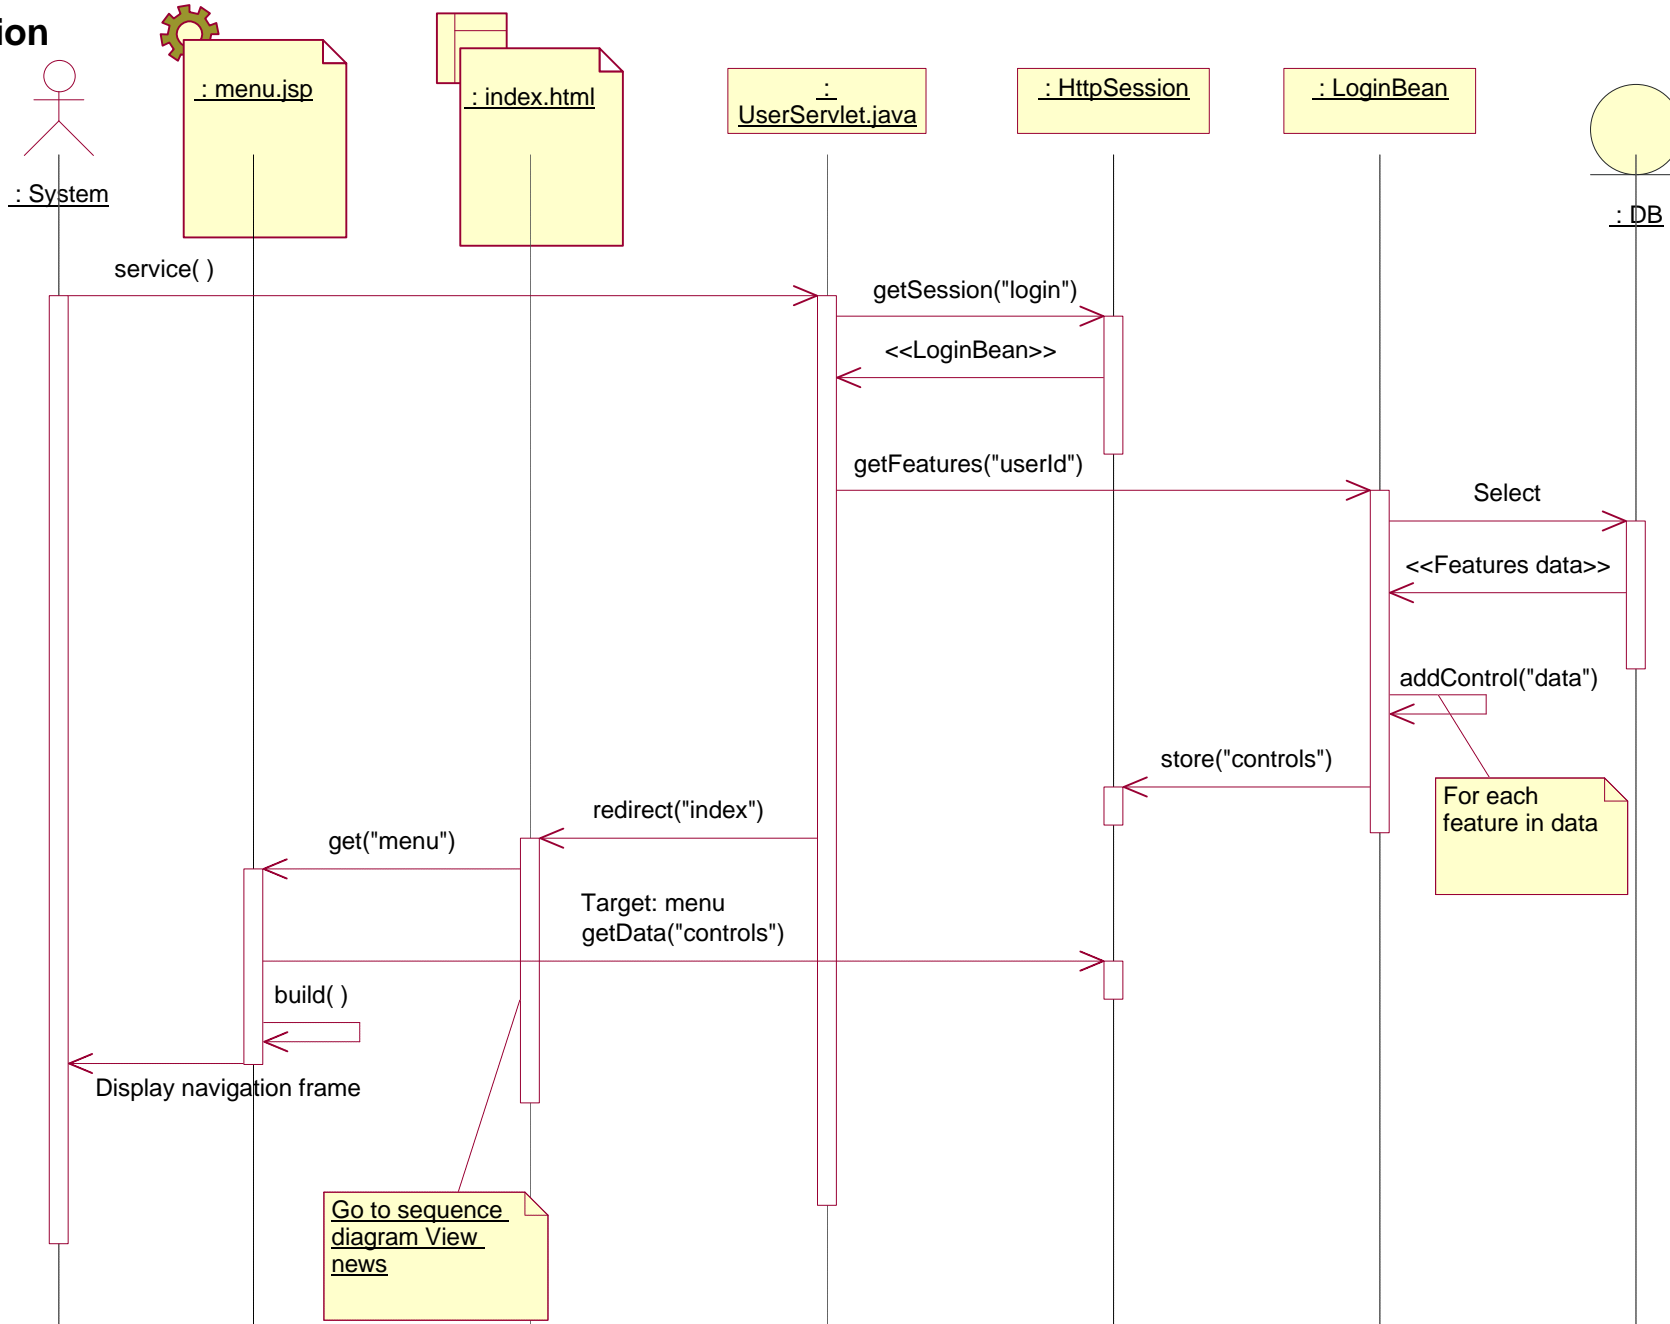 ion
: menu.jsp
: index.html
:
UserServlet.java
: HttpSession
: LoginBean
: System
: DB
service( )
getSession("login")
<<LoginBean>>
getFeatures("userId")
Select
<<Features data>>
addControl("data")
store("controls")
For each
feature in data
redirect("index")
get("menu")
Target: menu
getData("controls")
build( )
Display navigation frame
Go to sequence
diagram View
news